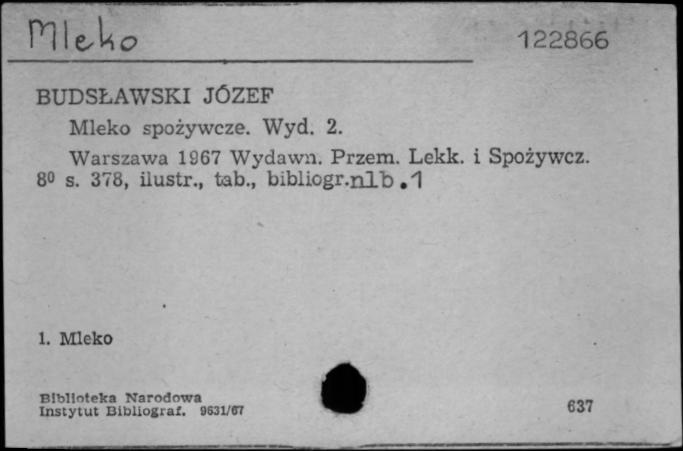 Mleko 122866
BUDSŁAWSKI JÓZEF
Mleko spożywcze. Wyd. 2.
Warszawa 1967 Wydawn. Przem. Lekk. i Spożywcz.
8⁰ s. 378, ilustr., tab., bibliogr.nlb.1
1. Mleko
Biblioteka Narodowa
Instytut Bibliograf. 9631/67 637